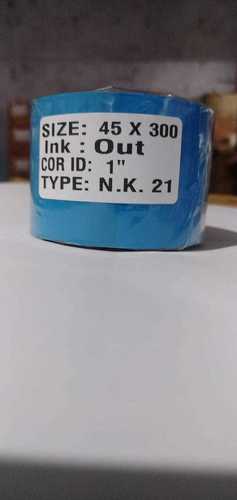 SIZE: 45 X 300
Ink : Out
COR ID: 1"
TYPE: N.K. 21